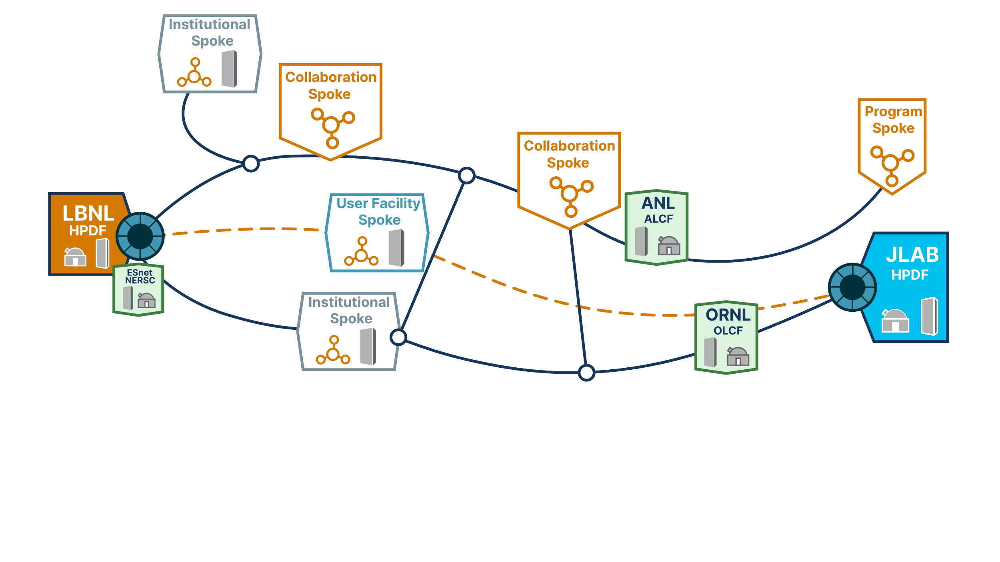 Institutional
Spoke
Collaboration
Spoke
Program
Spoke
Collaboration
Spoke
LBNL
HPDF
User Facility
Spoke
ANL
ALCF
JLAB
HPDF
ESnet
NERSC
Institutional
Spoke
ORNL
OLCF